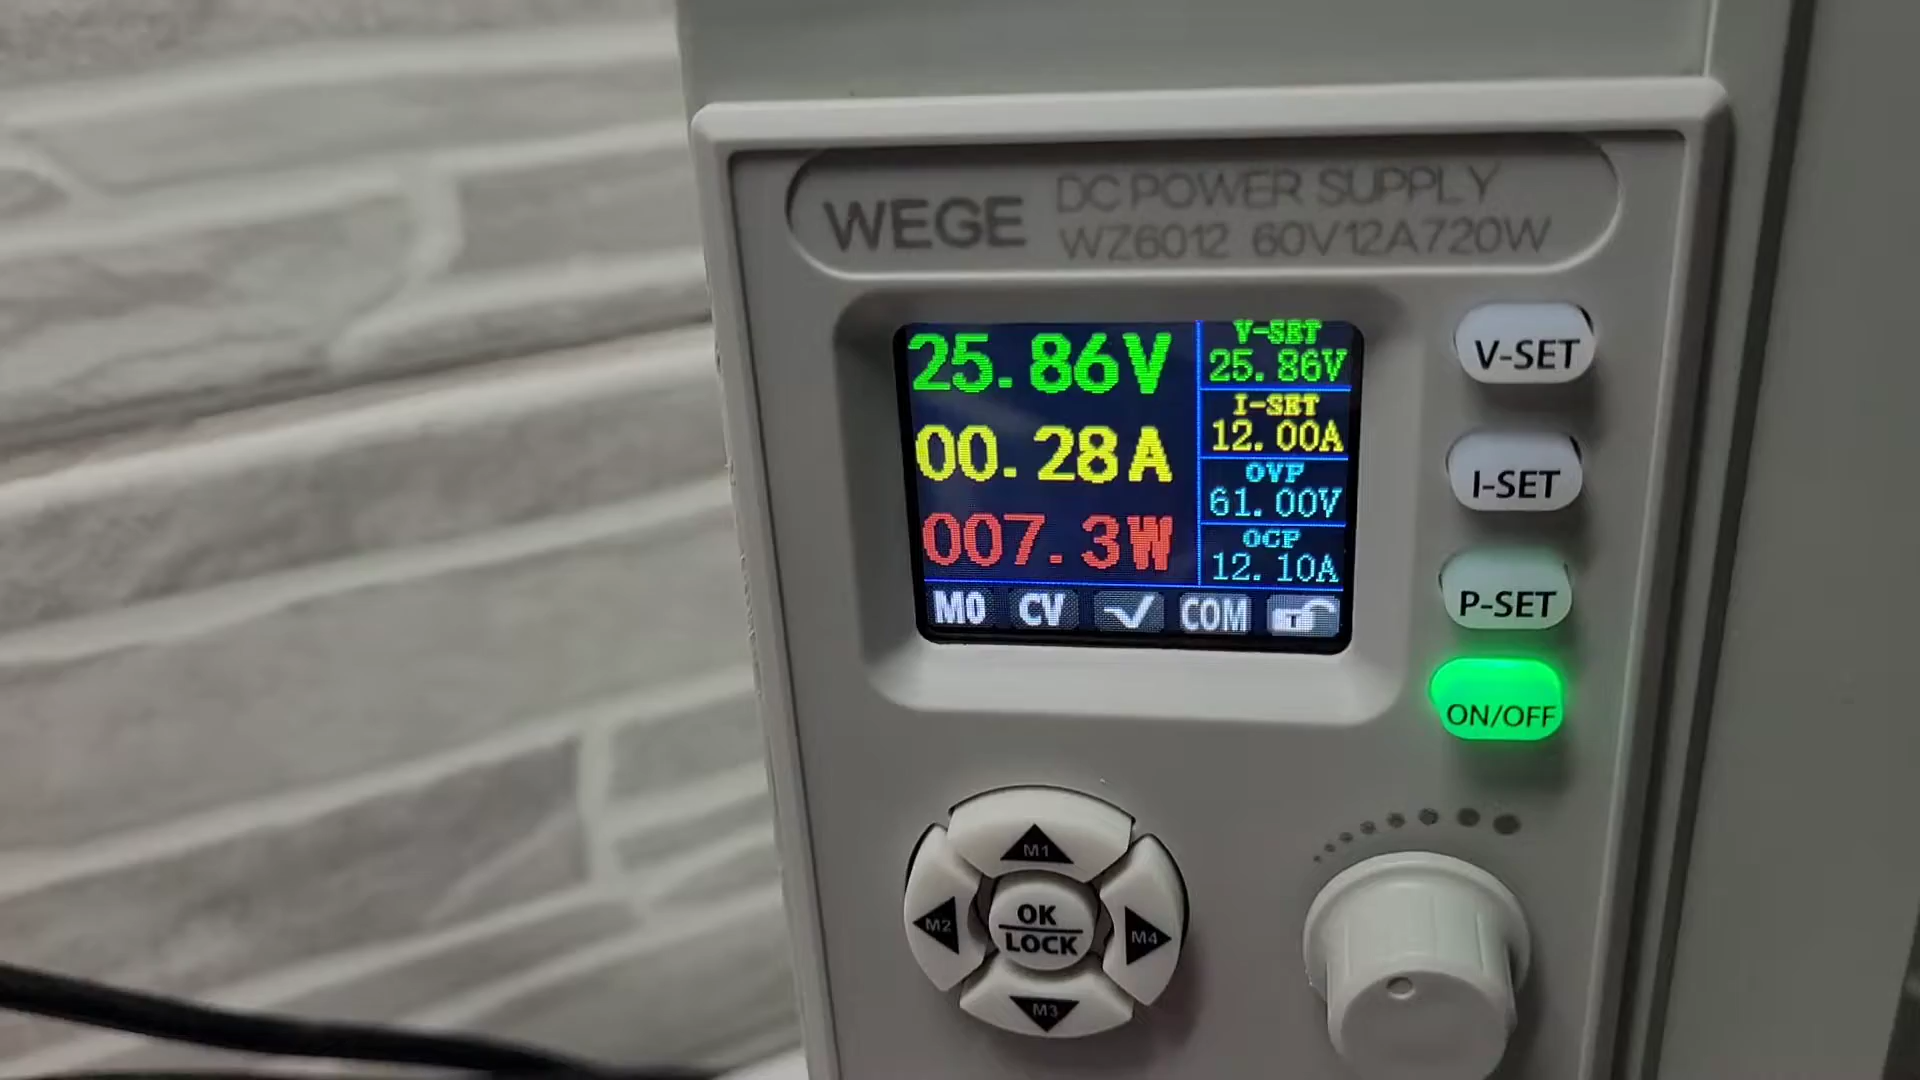 WEGE
DC POWER SUPPLY
WZ6012 60V12A720W
25.86V
00.28A
007.3W
V-SET
25.86V
I-SET
12.00A
OVP
61.00V
OCP
12.10A
M0 CV COM
V-SET
I-SET
P-SET
ON/OFF
M1
M2
OK
LOCK
M4
M3